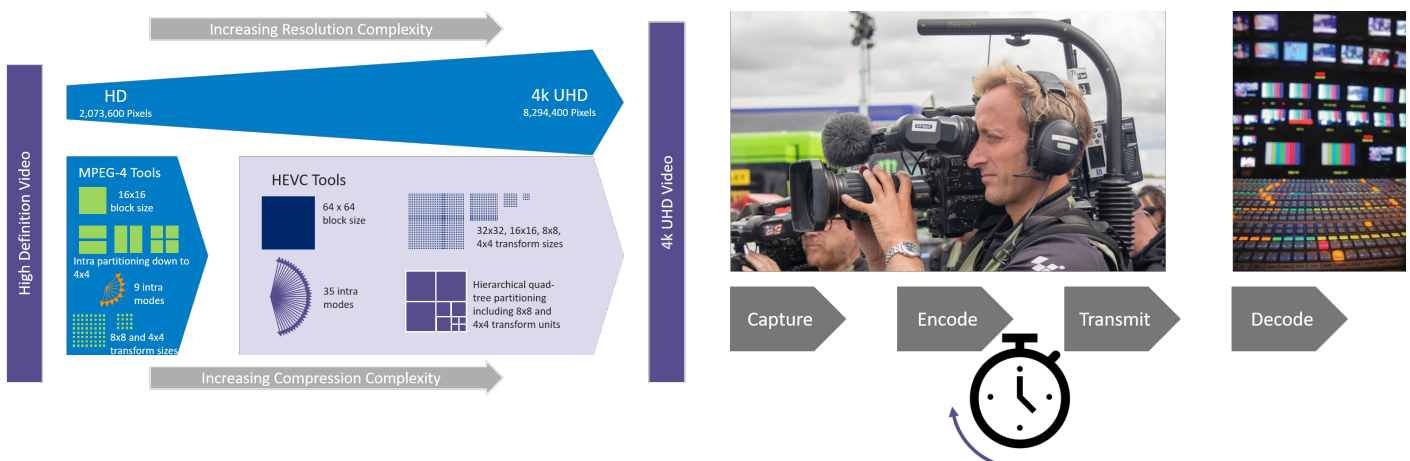 Increasing Resolution Complexity
High Definition Video
HD
2,073,600 Pixels
4k UHD
8,294,400 Pixels
MPEG-4 Tools
16x16
block size
Intra partitioning down to
4x4
9 intra
modes
8x8 and 4x4
transform sizes
HEVC Tools
64 x 64
block size
32x32, 16x16, 8x8,
4x4 transform sizes
35 intra
modes
Hierarchical quad-
tree partitioning
including 8x8 and
4x4 transform units
4k UHD Video
Increasing Compression Complexity
Capture
Encode
Transmit
Decode